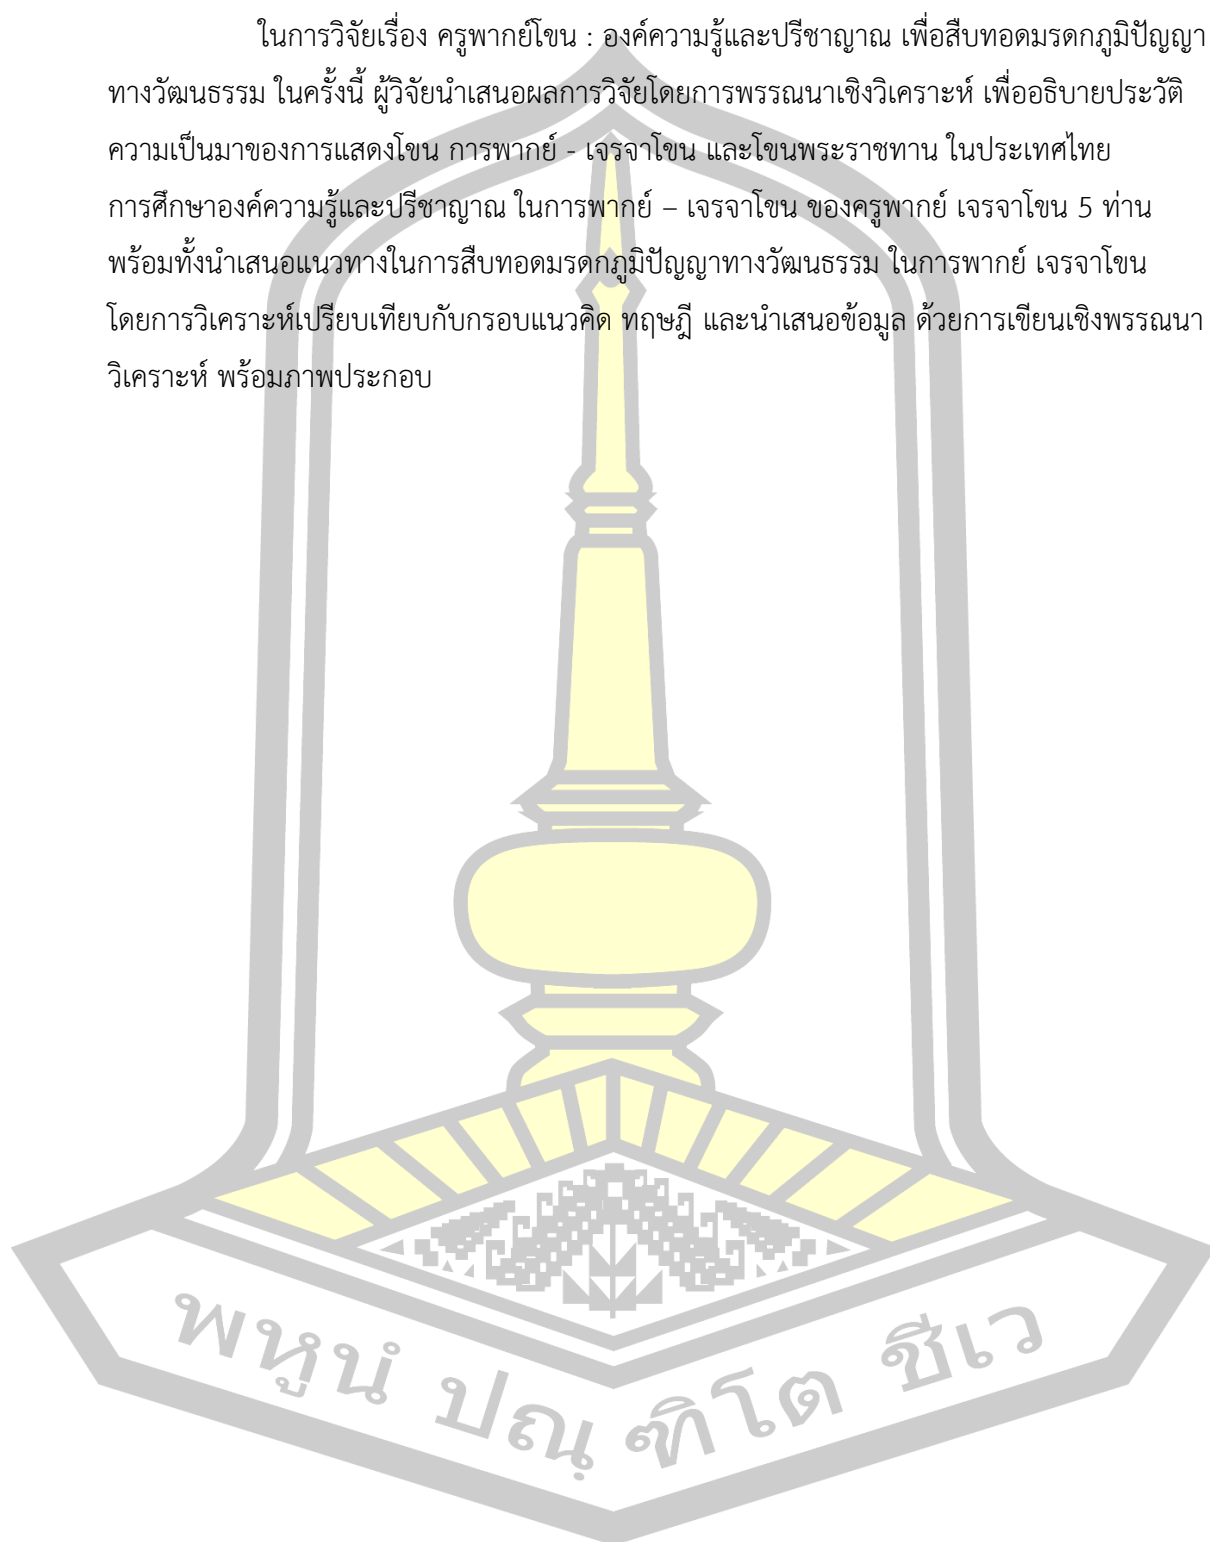 ในการวิจัยเรื่อง ครูพากย์โขน : องค์ความรู้และปรีชาญาณ เพื่อสืบทอดมรดกภูมิปัญญา
ทางวัฒนธรรม ในครั้งนี้ ผู้วิจัยนำเสนอผลการวิจัยโดยการพรรณนาเชิงวิเคราะห์ เพื่ออธิบายประวัติ
ความเป็นมาของการแสดงโขน การพากย์ - เจรจาโขน และโขนพระราชทาน ในประเทศไทย
การศึกษาองค์ความรู้และปรีชาญาณ ในการพากย์ – เจรจาโขน ของครูพากย์ เจรจาโขน 5 ท่าน
พร้อมทั้งนำเสนอแนวทางในการสืบทอดมรดกภูมิปัญญาทางวัฒนธรรม ในการพากย์ เจรจาโขน
โดยการวิเคราะห์เปรียบเทียบกับกรอบแนวคิด ทฤษฎี และนำเสนอข้อมูล ด้วยการเขียนเชิงพรรณนา
วิเคราะห์ พร้อมภาพประกอบ
พหูนํ ปณฺฑิโต ชีเว